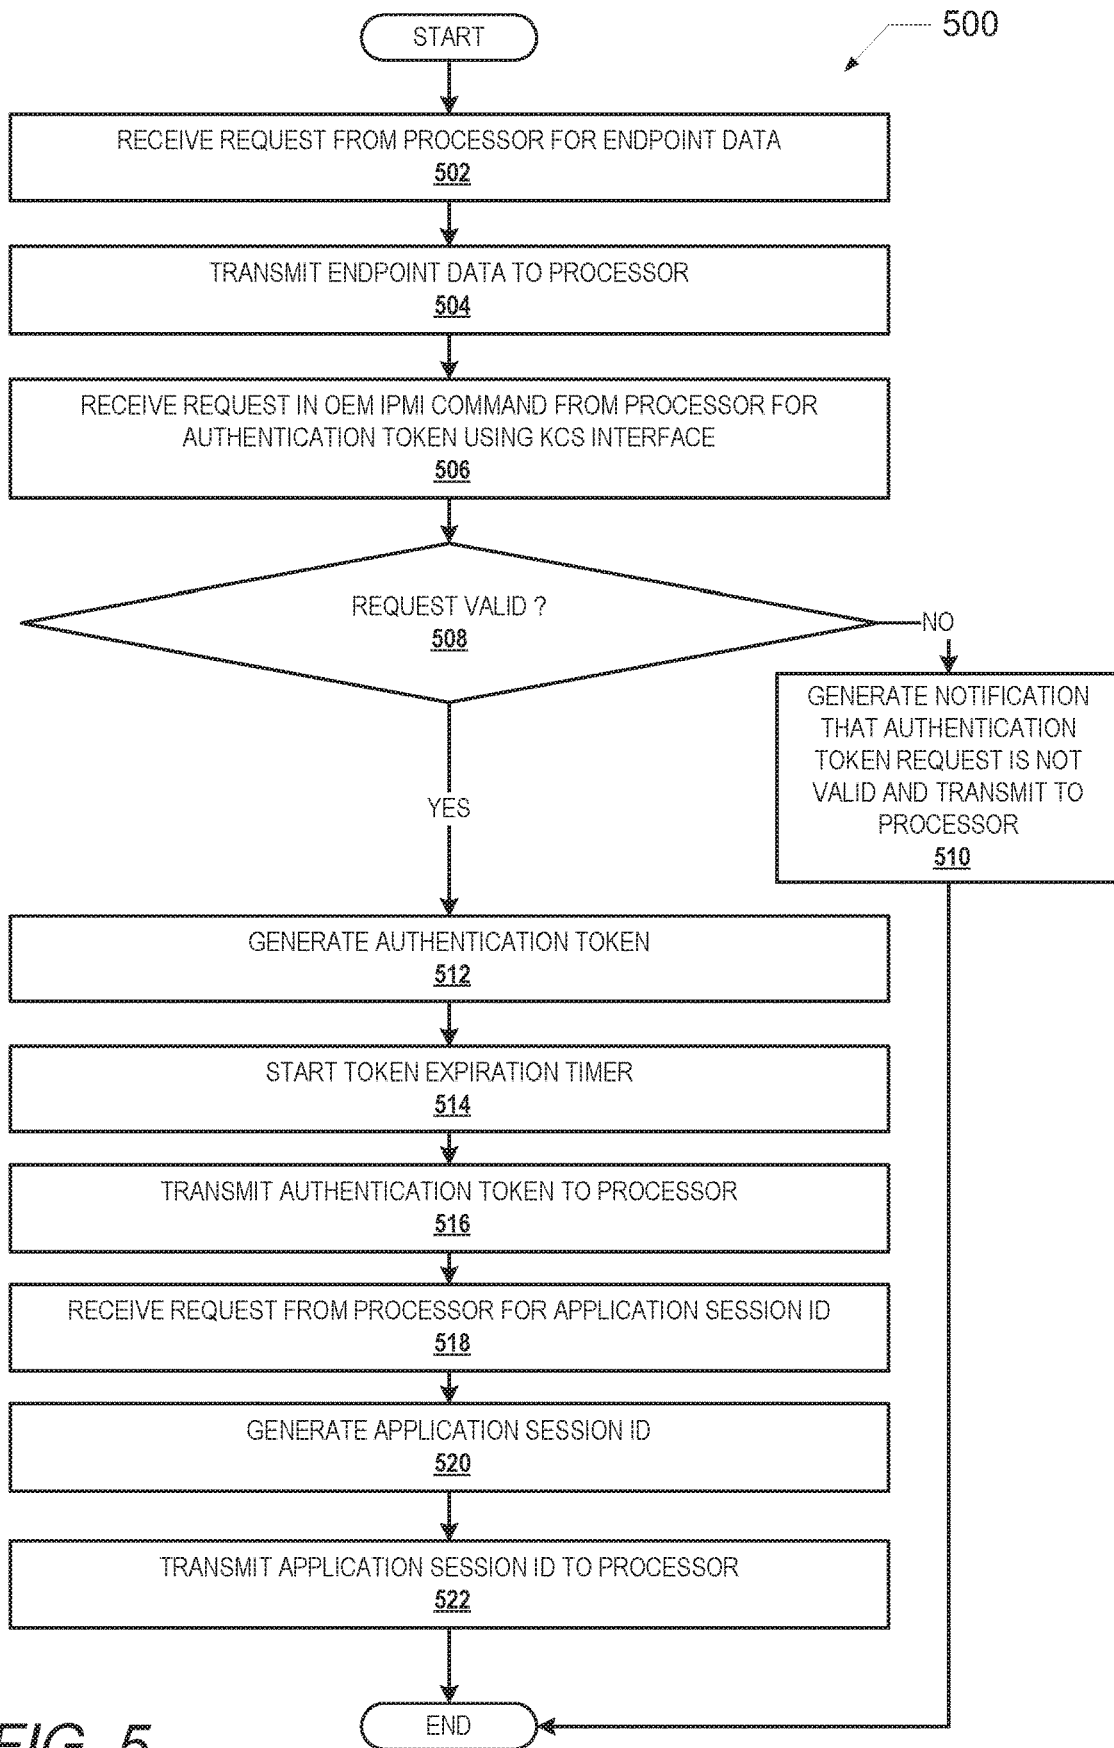 START
500
RECEIVE REQUEST FROM PROCESSOR FOR ENDPOINT DATA
502
TRANSMIT ENDPOINT DATA TO PROCESSOR
504
RECEIVE REQUEST IN OEM IPMI COMMAND FROM PROCESSOR FOR
AUTHENTICATION TOKEN USING KCS INTERFACE
506
REQUEST VALID ?
508
NO
GENERATE NOTIFICATION
THAT AUTHENTICATION
TOKEN REQUEST IS NOT
VALID AND TRANSMIT TO
PROCESSOR
510
YES
GENERATE AUTHENTICATION TOKEN
512
START TOKEN EXPIRATION TIMER
514
TRANSMIT AUTHENTICATION TOKEN TO PROCESSOR
516
RECEIVE REQUEST FROM PROCESSOR FOR APPLICATION SESSION ID
518
GENERATE APPLICATION SESSION ID
520
TRANSMIT APPLICATION SESSION ID TO PROCESSOR
522
END
FIG. 5